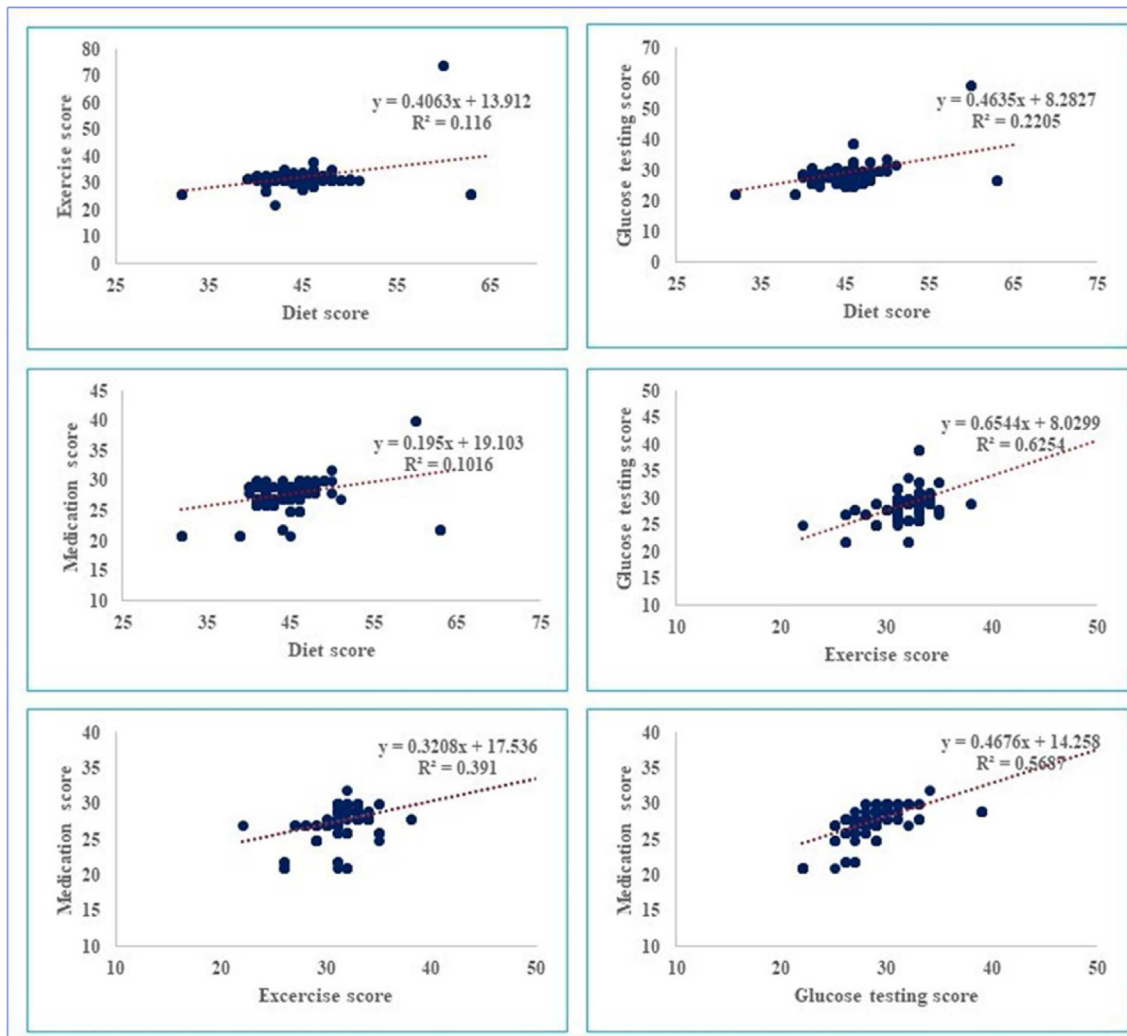 80
70
60
50
40
30
20
10
0
Exercise score
y = 0.4063x + 13.912
R² = 0.116
25 35 45 55 65
Diet score
70
60
50
40
30
20
10
0
Glucose testing score
y = 0.4635x + 8.2827
R² = 0.2205
25 35 45 55 65 75
Diet score
45
40
35
30
25
20
15
10
Medication score
y = 0.195x + 19.103
R² = 0.1016
25 35 45 55 65 75
Diet score
50
45
40
35
30
25
20
15
10
Glucose testing score
y = 0.6544x + 8.0299
R² = 0.6254
10 20 30 40 50
Exercise score
40
35
30
25
20
15
10
Medication score
y = 0.3208x + 17.536
R² = 0.391
10 20 30 40 50
Excercise score
40
35
30
25
20
15
10
Medication score
y = 0.4676x + 14.258
R² = 0.5687
10 20 30 40 50
Glucose testing score